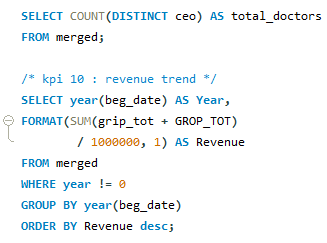 SELECT COUNT(DISTINCT ceo) AS total_doctors
FROM merged;
/* kpi 10 : revenue trend */
SELECT year(beg_date) AS Year,
FORMAT(SUM(grip_tot + GROP_TOT)
/ 1000000, 1) AS Revenue
FROM merged
WHERE year != 0
GROUP BY year(beg_date)
ORDER BY Revenue desc;